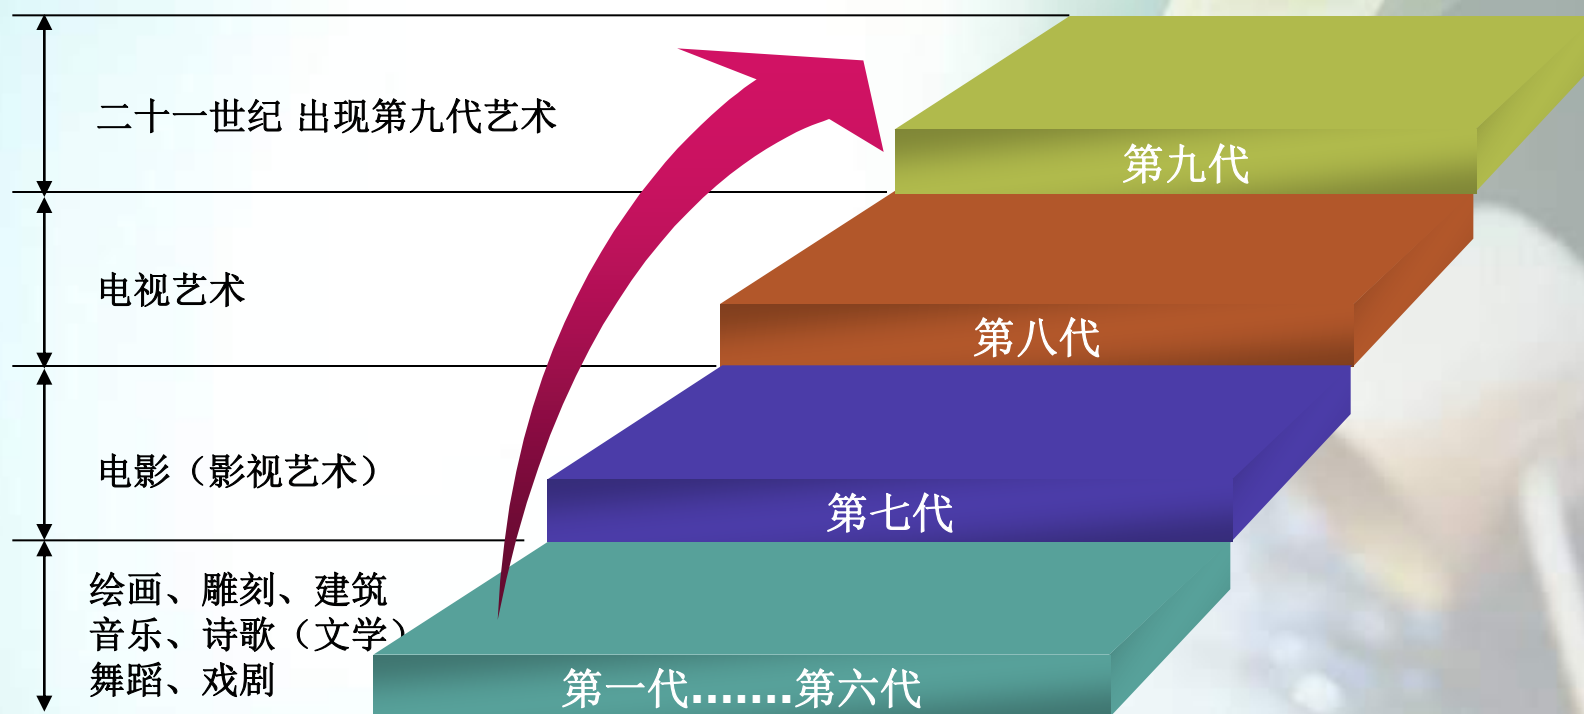 二十一世纪 出现第九代艺术
第九代
电视艺术
第八代
电影（影视艺术）
第七代
绘画、雕刻、建筑
音乐、诗歌（文学）
舞蹈、戏剧
第一代.......第六代